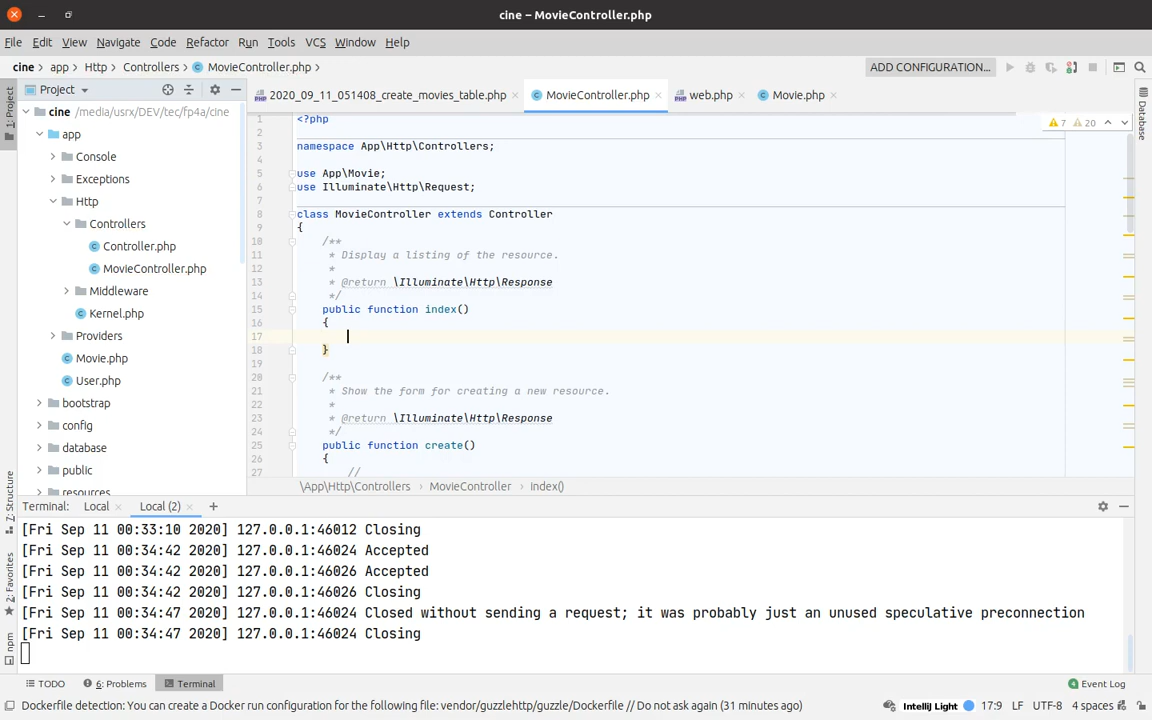 cine – MovieController.php
File Edit View Navigate Code Refactor Run Tools VCS Window Help
cine app Http Controllers MovieController.php
ADD CONFIGURATION...
1: Project
Project
2020_09_11_051408_create_movies_table.php
MovieController.php
web.php
Movie.php
Database
cine /media/usrx/DEV/tec/fp4a/cine
app
Console
Exceptions
Http
Controllers
Controller.php
MovieController.php
Middleware
Kernel.php
Providers
Movie.php
User.php
bootstrap
config
database
public
resources
7 20
1 <?php
2
3 namespace App\Http\Controllers;
4
5 use App\Movie;
6 use Illuminate\Http\Request;
7
8 class MovieController extends Controller
9 {
10 /**
11 * Display a listing of the resource.
12 *
13 * @return \Illuminate\Http\Response
14 */
15 public function index()
16 {
17
18 }
19
20 /**
21 * Show the form for creating a new resource.
22 *
23 * @return \Illuminate\Http\Response
24 */
25 public function create()
26 {
27 //
\App\Http\Controllers MovieController index()
7: Structure
2: Favorites
npm
Terminal: Local Local (2)
[Fri Sep 11 00:33:10 2020] 127.0.0.1:46012 Closing
[Fri Sep 11 00:34:42 2020] 127.0.0.1:46024 Accepted
[Fri Sep 11 00:34:42 2020] 127.0.0.1:46026 Accepted
[Fri Sep 11 00:34:42 2020] 127.0.0.1:46026 Closing
[Fri Sep 11 00:34:47 2020] 127.0.0.1:46024 Closed without sending a request; it was probably just an unused speculative preconnection
[Fri Sep 11 00:34:47 2020] 127.0.0.1:46024 Closing
TODO 6: Problems Terminal
4 Event Log
Dockerfile detection: You can create a Docker run configuration for the following file: vendor/guzzlehttp/guzzle/Dockerfile // Do not ask again (31 minutes ago)
IntelliJ Light 17:9 LF UTF-8 4 spaces